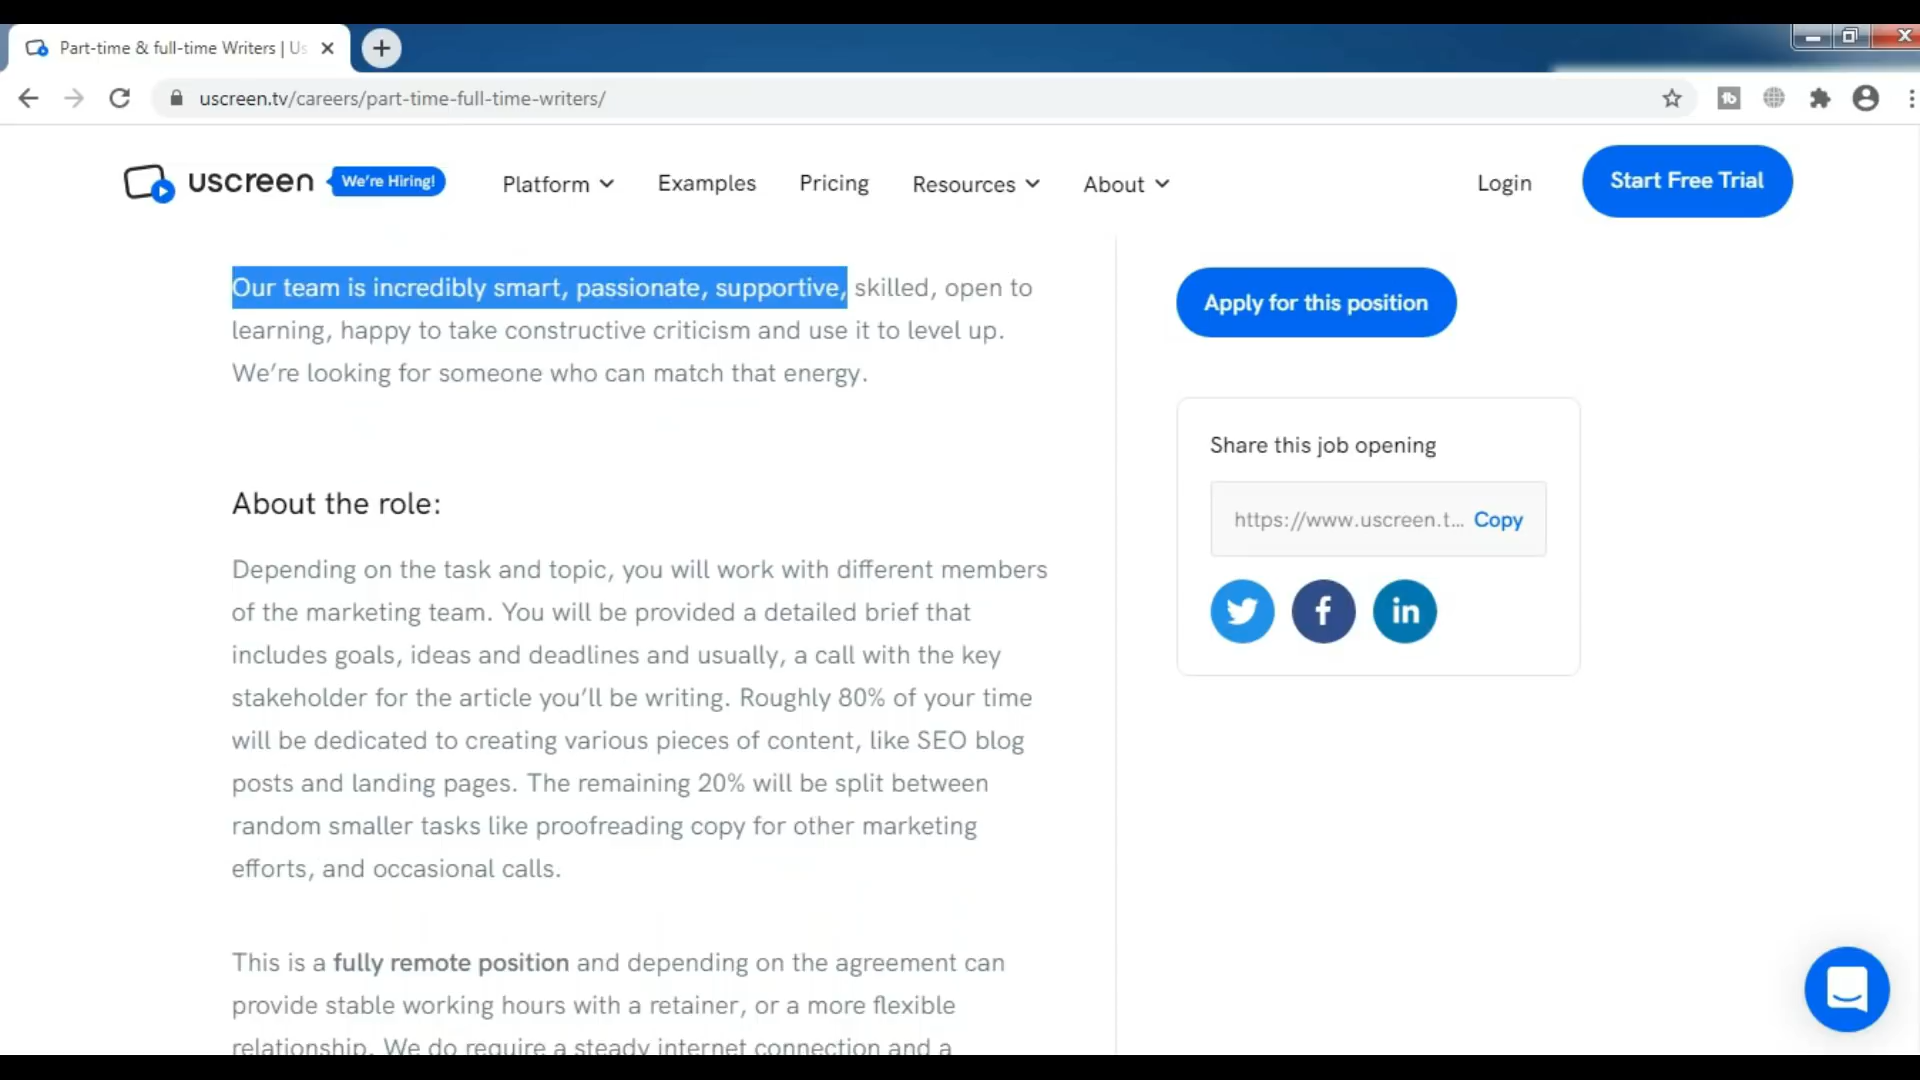 Part-time & full-time Writers | Us
uscreen.tv/careers/part-time-full-time-writers/
uscreen
We're Hiring!
Platform
Examples
Pricing
Resources
About
Login
Start Free Trial
Our team is incredibly smart, passionate, supportive, skilled, open to
learning, happy to take constructive criticism and use it to level up.
We're looking for someone who can match that energy.
About the role:
Depending on the task and topic, you will work with different members
of the marketing team. You will be provided a detailed brief that
includes goals, ideas and deadlines and usually, a call with the key
stakeholder for the article you'll be writing. Roughly 80% of your time
will be dedicated to creating various pieces of content, like SEO blog
posts and landing pages. The remaining 20% will be split between
random smaller tasks like proofreading copy for other marketing
efforts, and occasional calls.
This is a fully remote position and depending on the agreement can
provide stable working hours with a retainer, or a more flexible
relationship. We do require a steady internet connection and a
Apply for this position
Share this job opening
https://www.uscreen.t... Copy